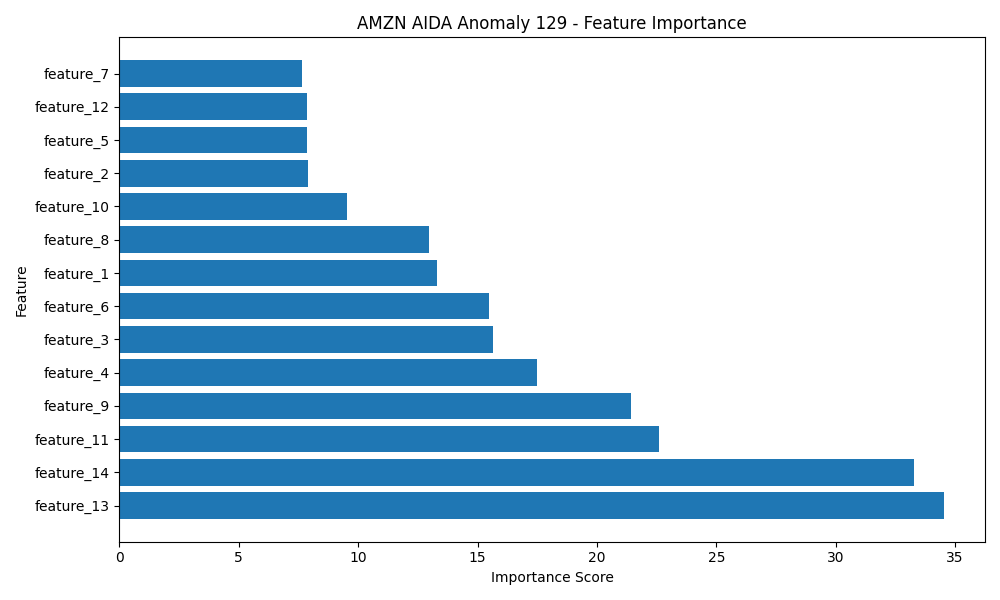 AMZN AIDA Anomaly 129 - Feature Importance
feature_7
feature_12
feature_5
feature_2
feature_10
feature_8
feature_1
feature_6
feature_3
feature_4
feature_9
feature_11
feature_14
feature_13
Feature
0 5 10 15 20 25 30 35
Importance Score